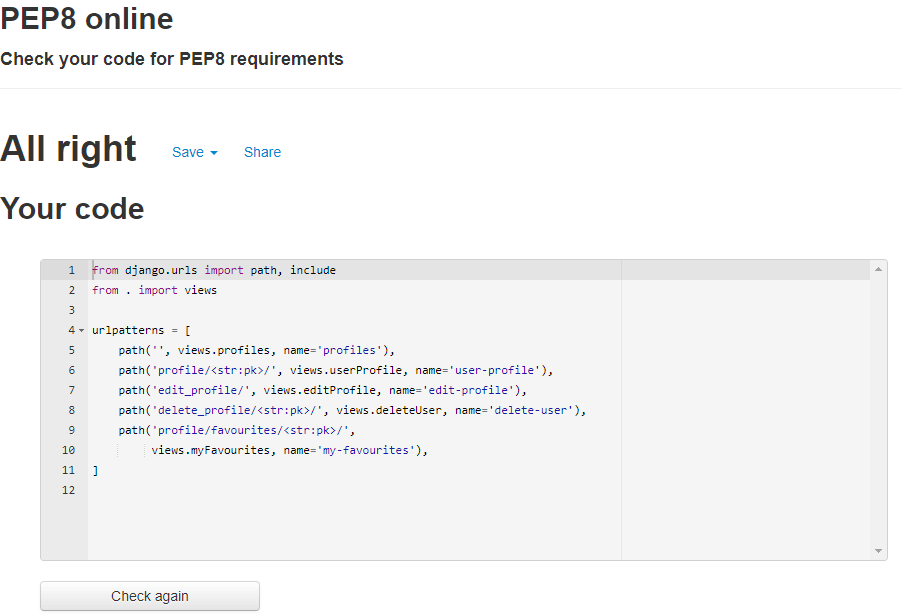 PEP8 online
Check your code for PEP8 requirements
All right Save Share
Your code
1 from django.urls import path, include
2 from . import views
3
4 urlpatterns = [
5 path('', views.profiles, name='profiles'),
6 path('profile/<str:pk>/', views.userProfile, name='user-profile'),
7 path('edit_profile/', views.editProfile, name='edit-profile'),
8 path('delete_profile/<str:pk>/', views.deleteUser, name='delete-user'),
9 path('profile/favourites/<str:pk>/',
10 views.myFavourites, name='my-favourites'),
11 ]
12
Check again